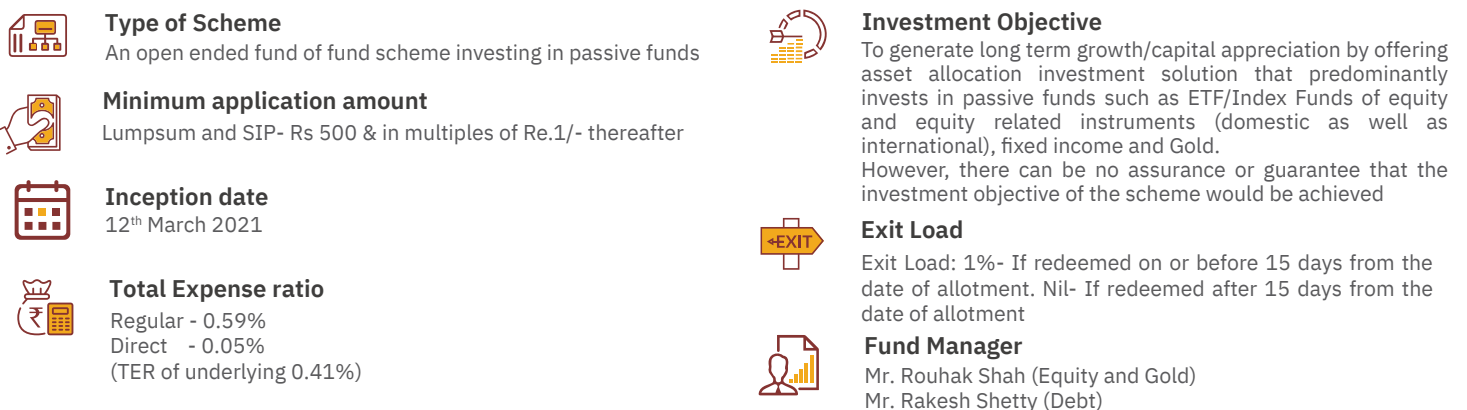 Type of Scheme
An open ended fund of fund scheme investing in passive funds
Minimum application amount
Lumpsum and SIP- Rs 500 & in multiples of Re.1/- thereafter
Inception date
12th March 2021
Total Expense ratio
Regular - 0.59%
Direct - 0.05%
(TER of underlying 0.41%)
Investment Objective
To generate long term growth/capital appreciation by offering
asset allocation investment solution that predominantly
invests in passive funds such as ETF/Index Funds of equity
and equity related instruments (domestic as well as
international), fixed income and Gold.
However, there can be no assurance or guarantee that the
investment objective of the scheme would be achieved
EXIT
Exit Load
Exit Load: 1%- If redeemed on or before 15 days from the
date of allotment. Nil- If redeemed after 15 days from the
date of allotment
Fund Manager
Mr. Rouhak Shah (Equity and Gold)
Mr. Rakesh Shetty (Debt)